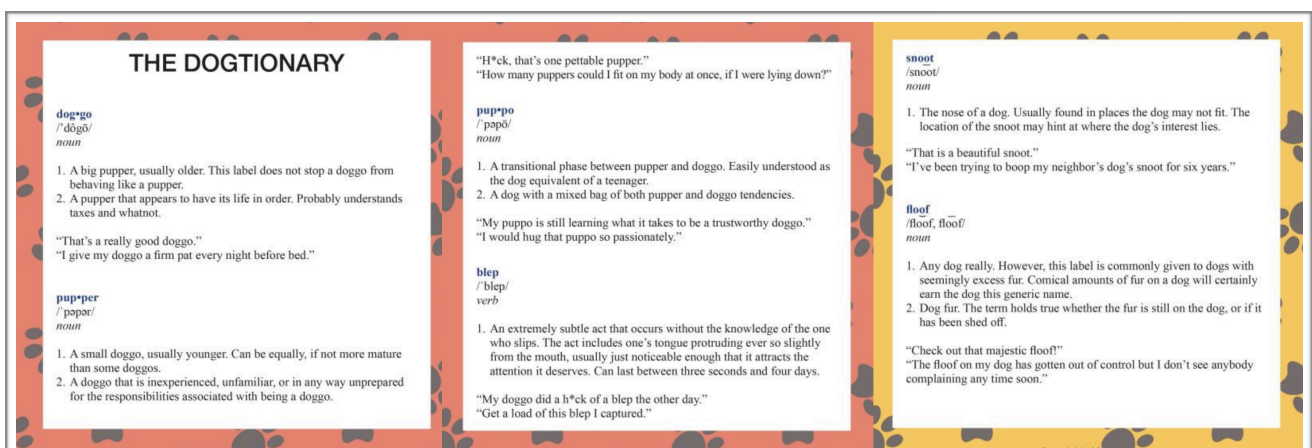 THE DOGTIONARY
dog•go
/ˈdôgō/
noun
1. A big pupper, usually older. This label does not stop a doggo from
behaving like a pupper.
2. A pupper that appears to have its life in order. Probably understands
taxes and whatnot.
“That’s a really good doggo.”
“I give my doggo a firm pat every night before bed.”
pup•per
/ˈpəpər/
noun
1. A small doggo, usually younger. Can be equally, if not more mature
than some doggos.
2. A doggo that is inexperienced, unfamiliar, or in any way unprepared
for the responsibilities associated with being a doggo.
“H*ck, that’s one pettable pupper.”
“How many puppers could I fit on my body at once, if I were lying down?”
pup•po
/ˈpəpō/
noun
1. A transitional phase between pupper and doggo. Easily understood as
the dog equivalent of a teenager.
2. A dog with a mixed bag of both pupper and doggo tendencies.
“My puppo is still learning what it takes to be a trustworthy doggo.”
“I would hug that puppo so passionately.”
blep
/ˈblep/
verb
1. An extremely subtle act that occurs without the knowledge of the one
who slips. The act includes one’s tongue protruding ever so slightly
from the mouth, usually just noticeable enough that it attracts the
attention it deserves. Can last between three seconds and four days.
“My doggo did a h*ck of a blep the other day.”
“Get a load of this blep I captured.”
snoot
/sno͞ot/
noun
1. The nose of a dog. Usually found in places the dog may not fit. The
location of the snoot may hint at where the dog’s interest lies.
“That is a beautiful snoot.”
“I’ve been trying to boop my neighbor’s dog’s snoot for six years.”
floof
/flo͝of, flo͞of/
noun
1. Any dog really. However, this label is commonly given to dogs with
seemingly excess fur. Comical amounts of fur on a dog will certainly
earn the dog this generic name.
2. Dog fur. The term holds true whether the fur is still on the dog, or if it
has been shed off.
“Check out that majestic floof!”
“The floof on my dog has gotten out of control but I don’t see anybody
complaining any time soon.”